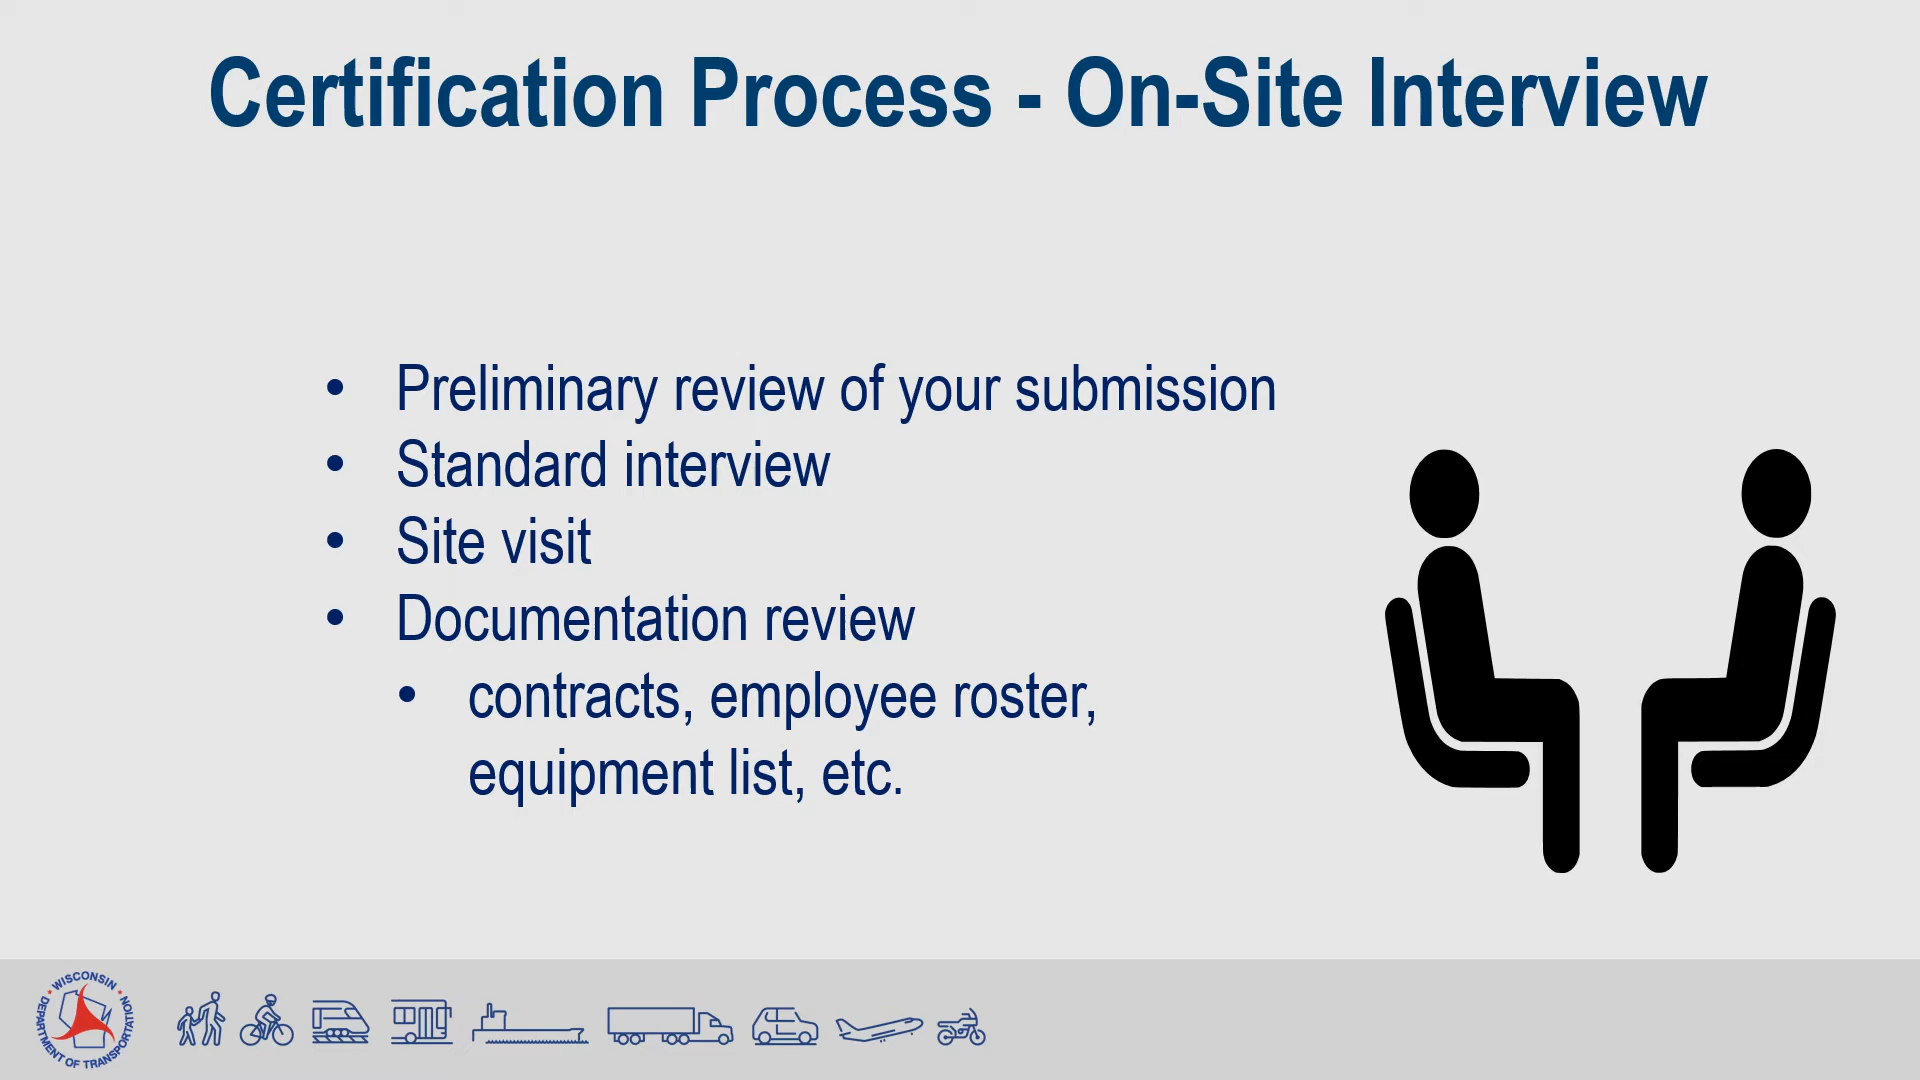 Certification Process - On-Site Interview
• Preliminary review of your submission
• Standard interview
• Site visit
• Documentation review
• contracts, employee roster,
equipment list, etc.
WISCONSIN
DEPARTMENT OF TRANSPORTATION